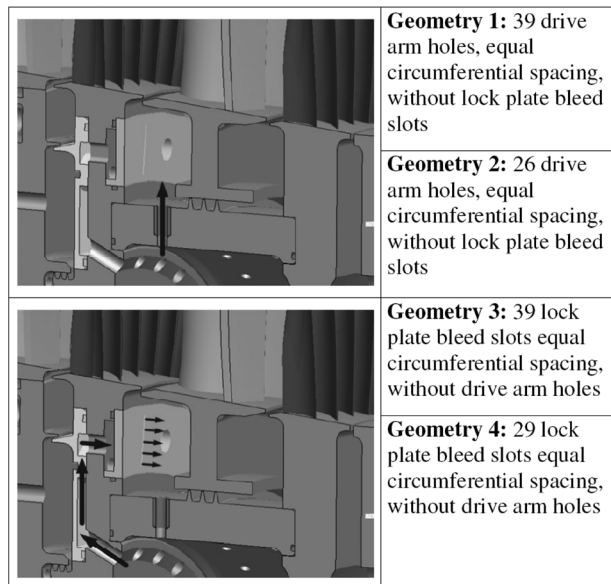 Geometry 1: 39 drive
arm holes, equal
circumferential spacing,
without lock plate bleed
slots
Geometry 2: 26 drive
arm holes, equal
circumferential spacing,
without lock plate bleed
slots
Geometry 3: 39 lock
plate bleed slots equal
circumferential spacing,
without drive arm holes
Geometry 4: 29 lock
plate bleed slots equal
circumferential spacing,
without drive arm holes